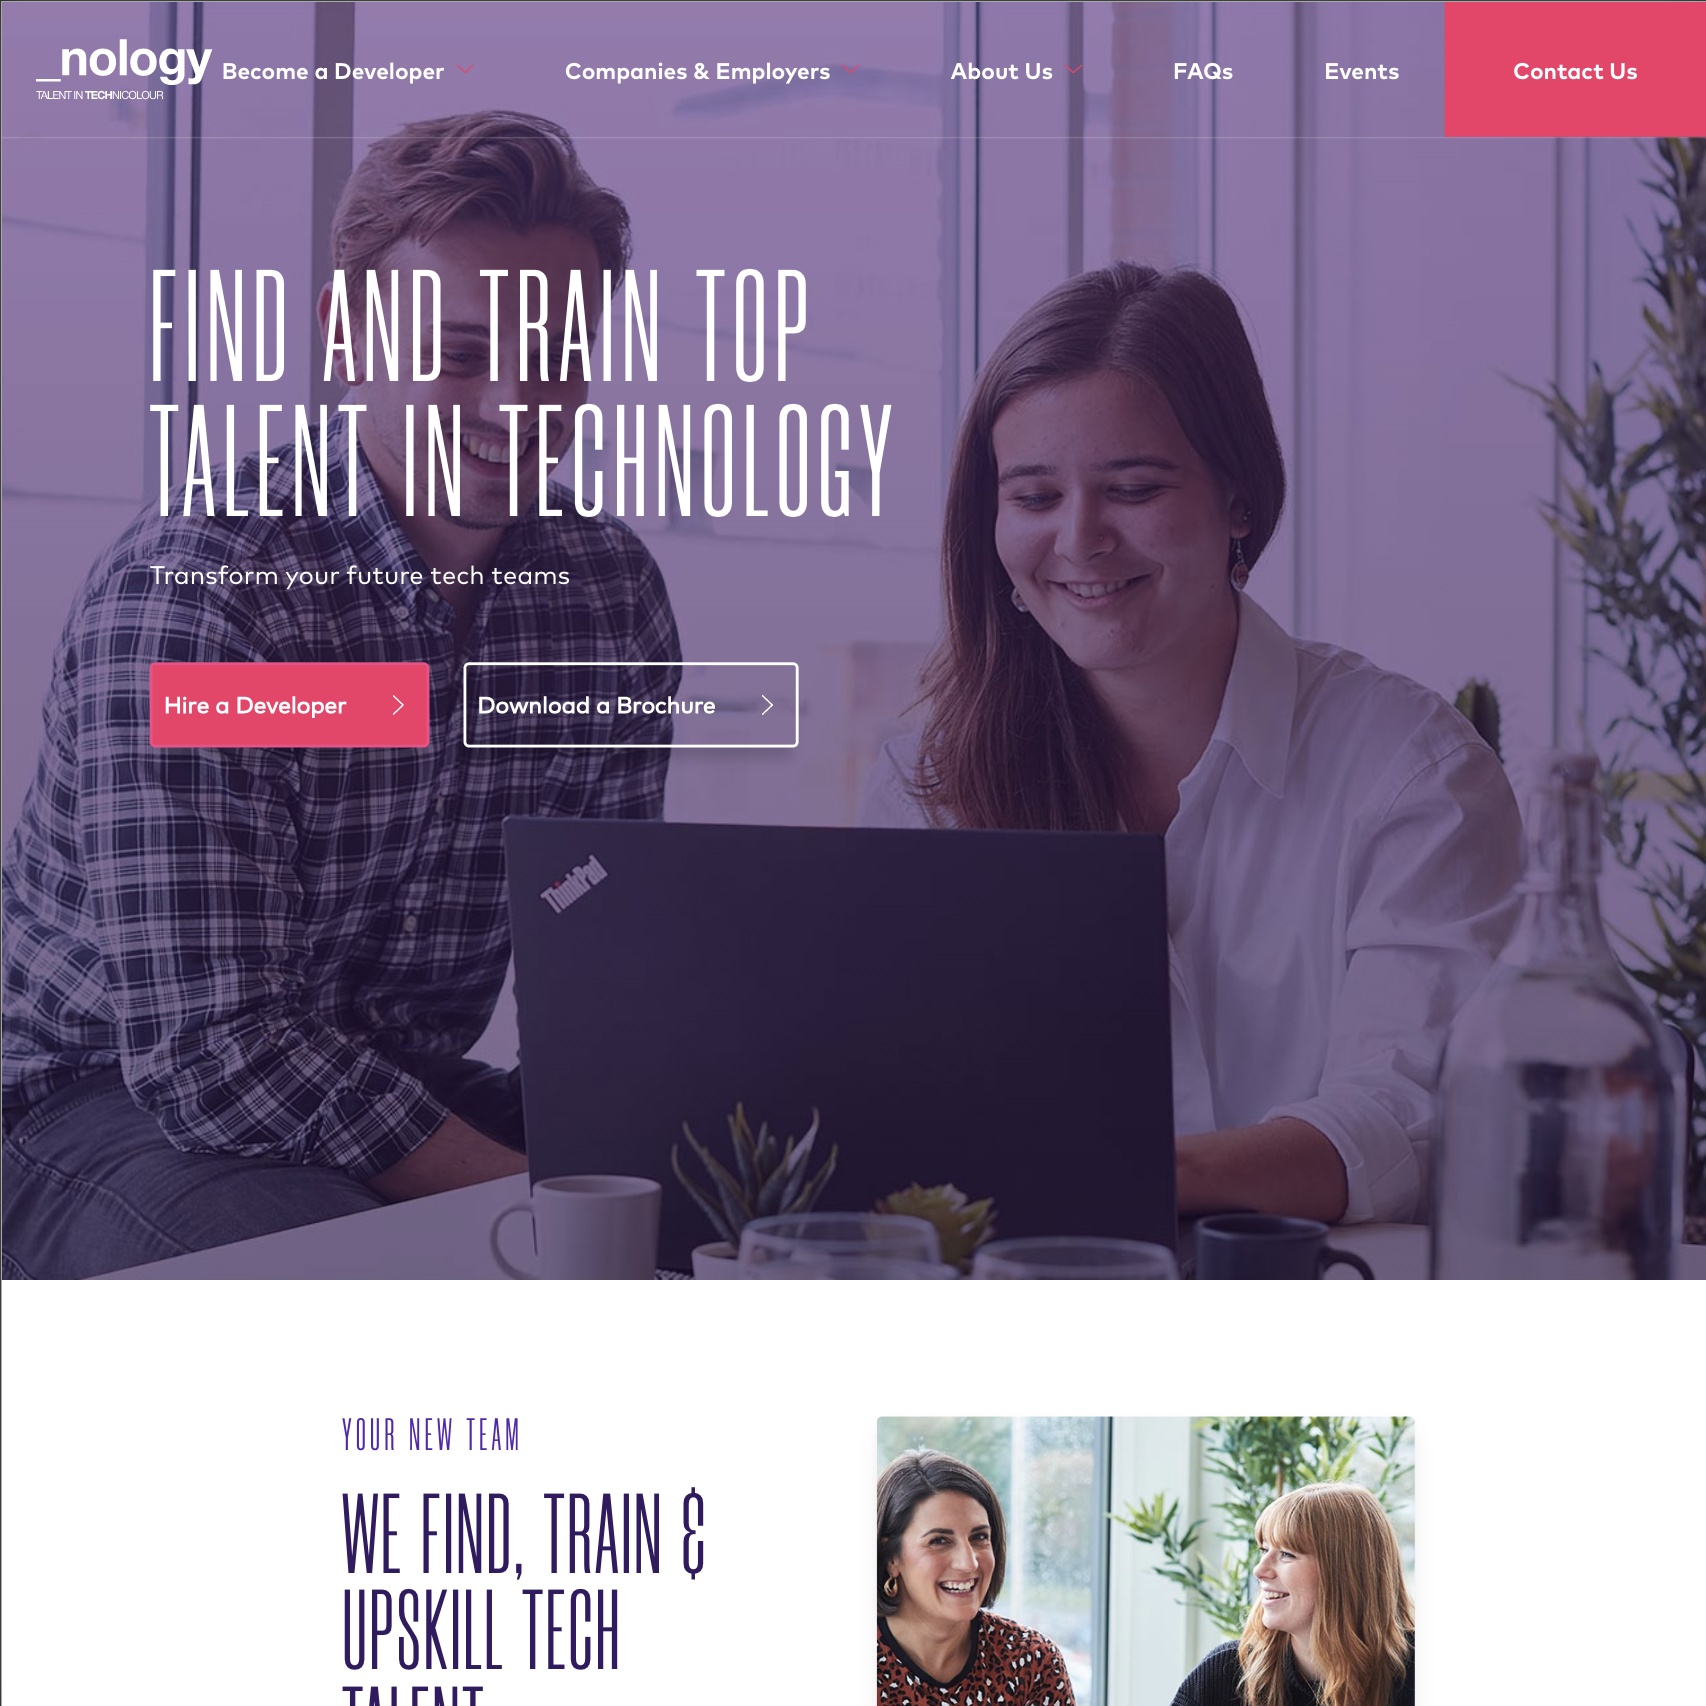 _nology
TALENT IN TECHNICOLOUR
Become a Developer
Companies & Employers
About Us
FAQs
Events
Contact Us
FIND AND TRAIN TOP
TALENT IN TECHNOLOGY
Transform your future tech teams
Hire a Developer
Download a Brochure
ThinkPad
YOUR NEW TEAM
WE FIND, TRAIN &
UPSKILL TECH
TALENT